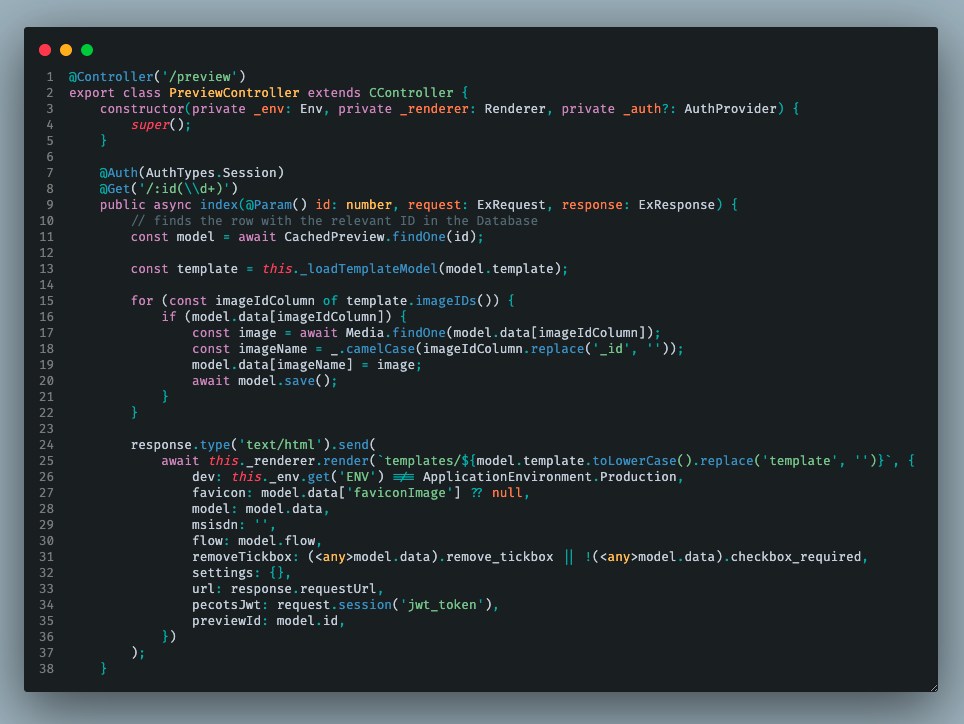 1 @Controller('/preview')
2 export class PreviewController extends CController {
3     constructor(private _env: Env, private _renderer: Renderer, private _auth?: AuthProvider) {
4         super();
5     }
6
7     @Auth(AuthTypes.Session)
8     @Get('/:id(\\d+)')
9     public async index(@Param() id: number, request: ExRequest, response: ExResponse) {
10         // finds the row with the relevant ID in the Database
11         const model = await CachedPreview.findOne(id);
12
13         const template = this._loadTemplateModel(model.template);
14
15         for (const imageIdColumn of template.imageIDs()) {
16             if (model.data[imageIdColumn]) {
17                 const image = await Media.findOne(model.data[imageIdColumn]);
18                 const imageName = _.camelCase(imageIdColumn.replace('_id', ''));
19                 model.data[imageName] = image;
20                 await model.save();
21             }
22         }
23
24         response.type('text/html').send(
25             await this._renderer.render(`templates/${model.template.toLowerCase().replace('template', '')}`, {
26                 dev: this._env.get('ENV') !== ApplicationEnvironment.Production,
27                 favicon: model.data['faviconImage'] ?? null,
28                 model: model.data,
29                 msisdn: '',
30                 flow: model.flow,
31                 removeTickbox: (<any>model.data).remove_tickbox || !(<any>model.data).checkbox_required,
32                 settings: {},
33                 url: response.requestUrl,
34                 pecotsJwt: request.session('jwt_token'),
35                 previewId: model.id,
36             })
37         );
38     }